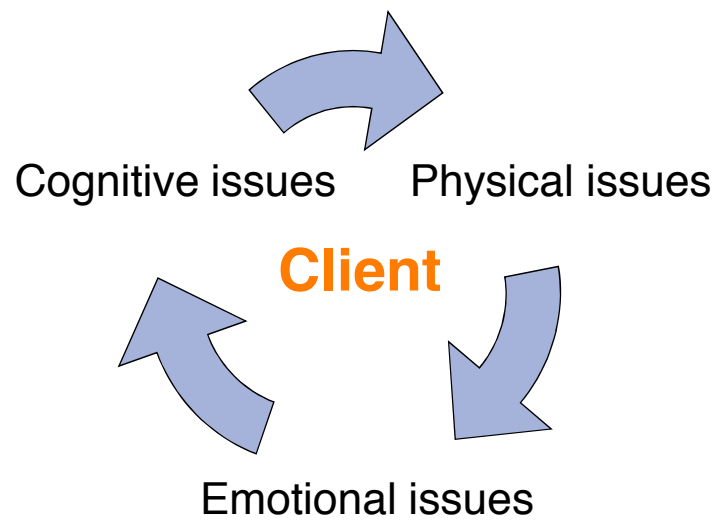 Cognitive issues
Physical issues
Client
Emotional issues